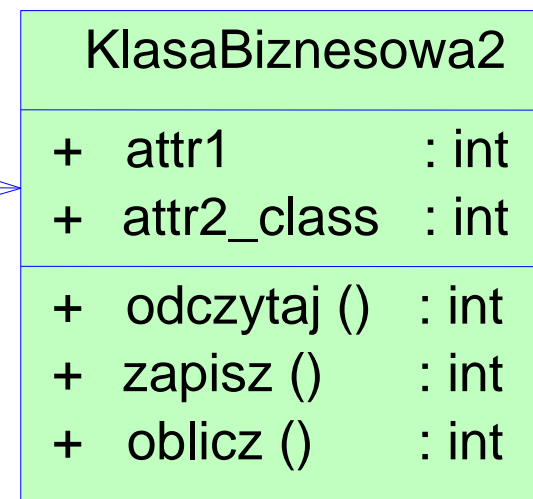 KlasaBiznesowa2
+ attr1 : int
+ attr2_class : int
+ odczytaj () : int
+ zapisz () : int
+ oblicz () : int